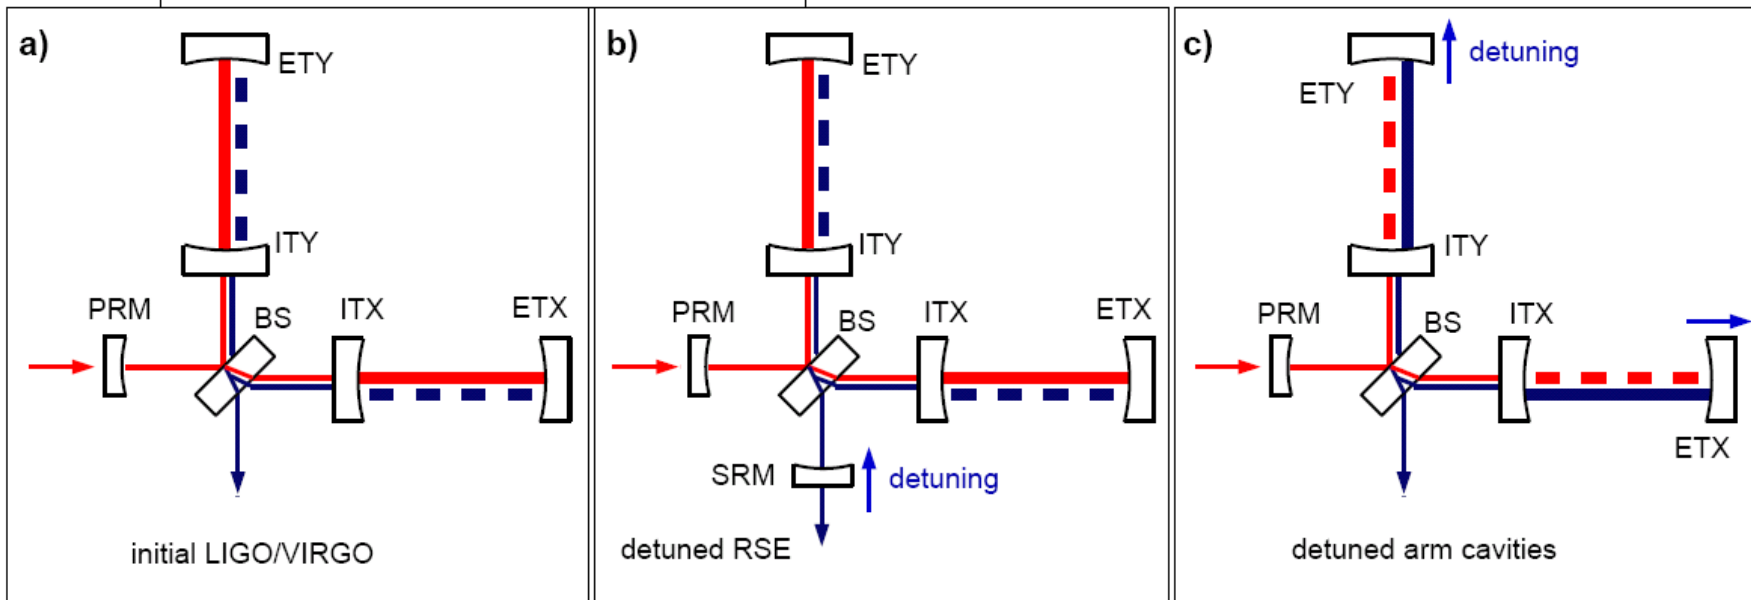 a)
ETY
ITY
PRM
BS
ITX
ETX
initial LIGO/VIRGO
b)
ETY
ITY
PRM
BS
ITX
ETX
SRM
detuning
detuned RSE
c)
detuning
ETY
ITY
PRM
BS
ITX
ETX
detuned arm cavities